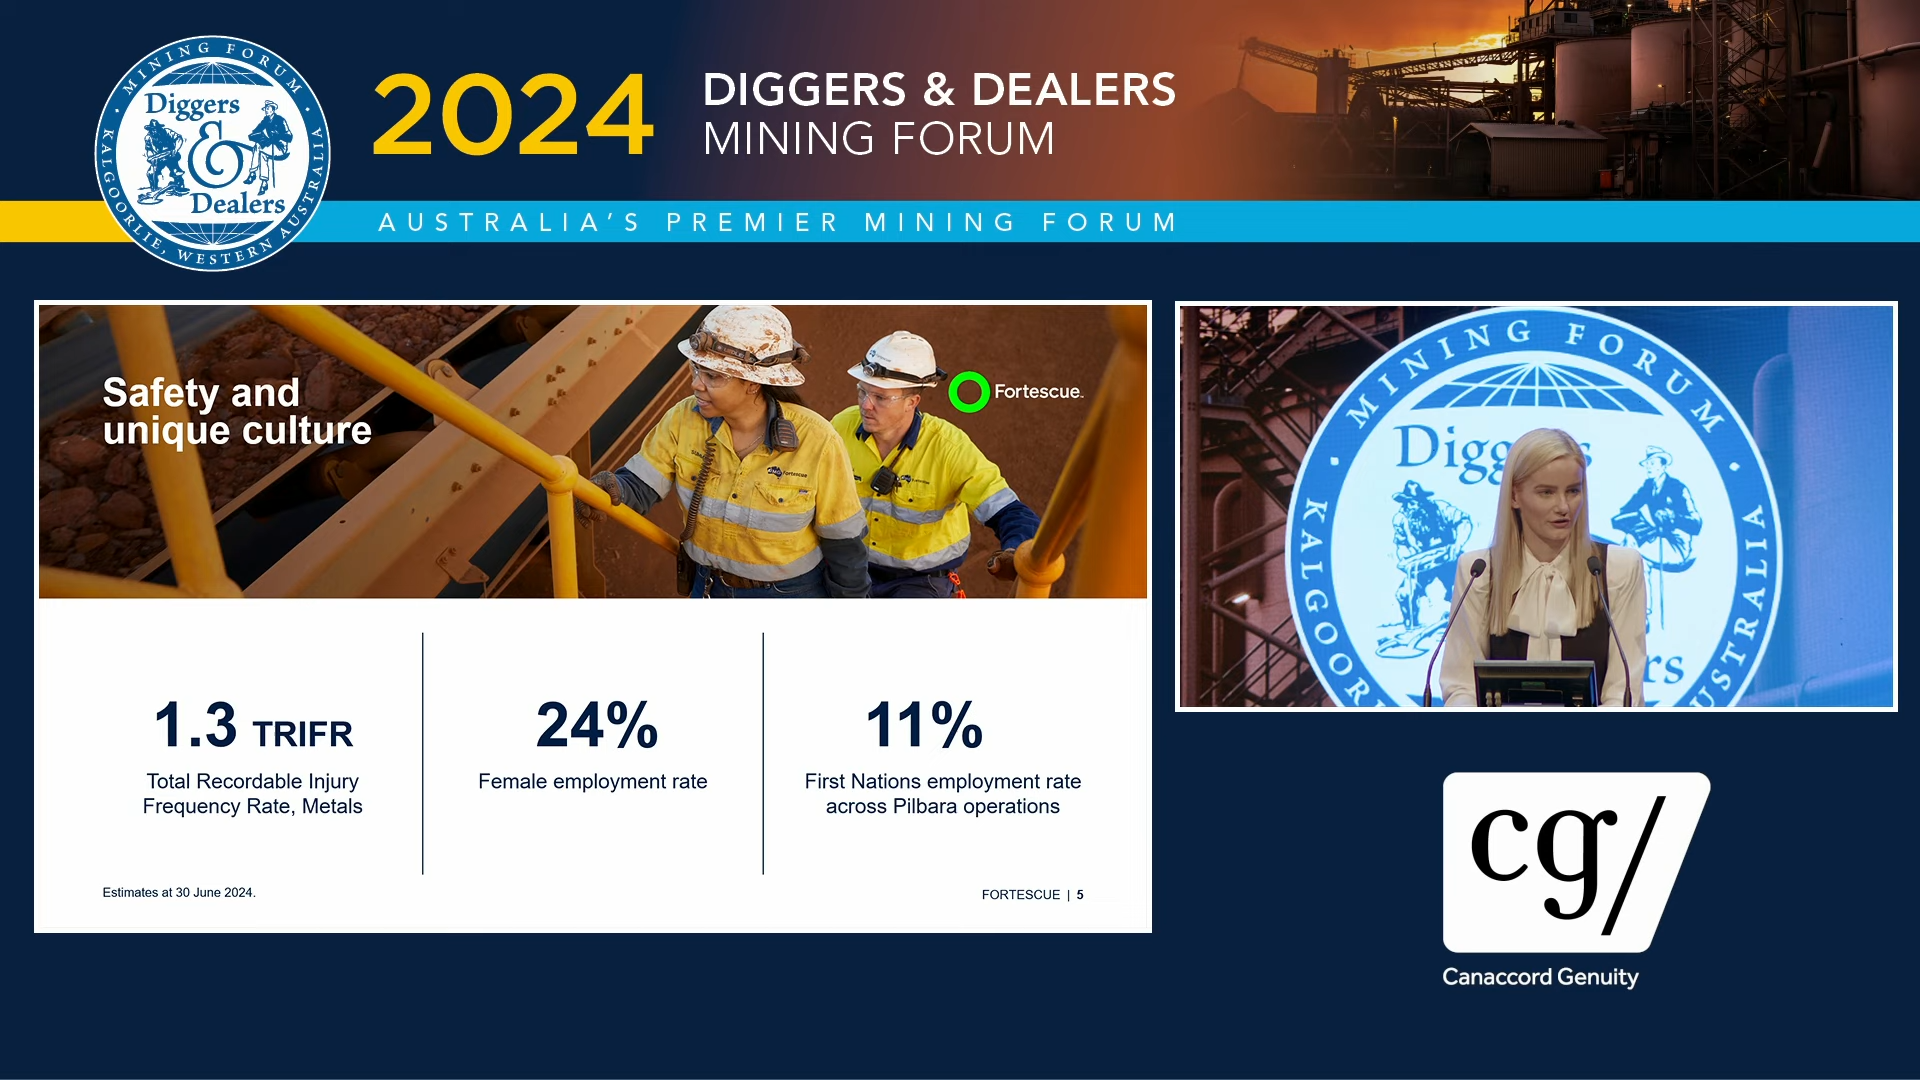 MINING FORUM
Diggers
&
Dealers
KALGOORLIE, WESTERN AUSTRALIA
2024
DIGGERS & DEALERS
MINING FORUM
AUSTRALIA'S PREMIER MINING FORUM
Safety and
unique culture
Fortescue
Fortescue
1.3 TRIFR
Total Recordable Injury
Frequency Rate, Metals
24%
Female employment rate
11%
First Nations employment rate
across Pilbara operations
Estimates at 30 June 2024.
FORTESCUE | 5
MINING FORUM
KALGOOR
cg/
Canaccord Genuity